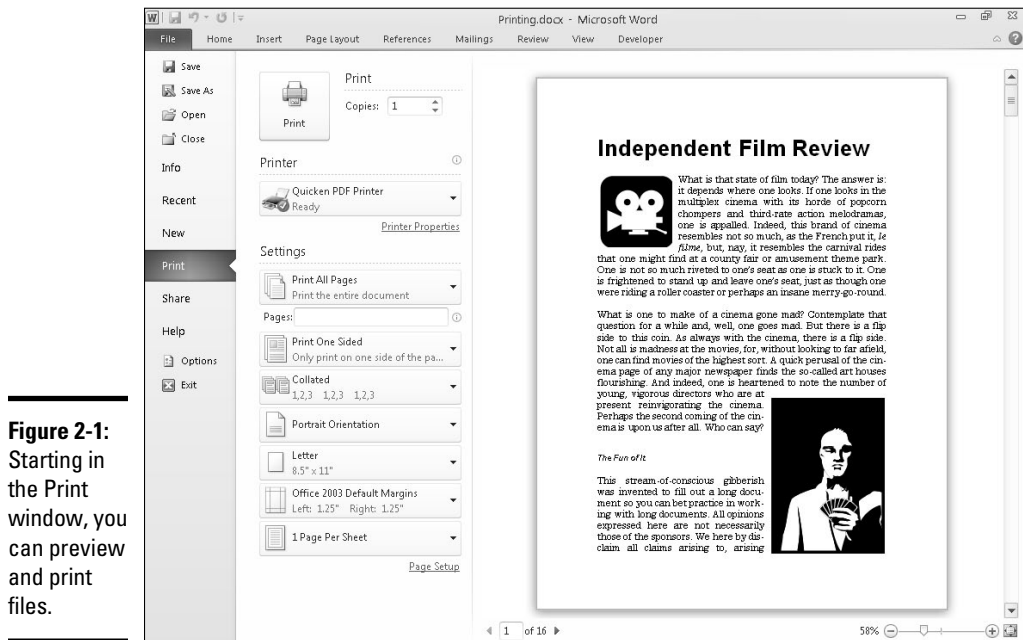 Figure 2-1:
Starting in
the Print
window, you
can preview
and print
files.
W
Printing.docx - Microsoft Word
File Home Insert Page Layout References Mailings Review View Developer
Save
Save As
Open
Close
Info
Recent
New
Print
Share
Help
Options
Exit
Print
Print
Copies: 1
Printer
Quicken PDF Printer
Ready
Printer Properties
Settings
Print All Pages
Print the entire document
Pages:
Print One Sided
Only print on one side of the pa...
Collated
1,2,3 1,2,3 1,2,3
Portrait Orientation
Letter
8.5" x 11"
Office 2003 Default Margins
Left: 1.25" Right: 1.25"
1 Page Per Sheet
Page Setup
Independent Film Review
What is that state of film today? The answer is:
it depends where one looks. If one looks in the
multiplex cinema with its horde of popcorn
chompers and third-rate action melodramas,
one is appalled. Indeed, this brand of cinema
resembles not so much, as the French put it, le
filme, but, nay, it resembles the carnival rides
that one might find at a county fair or amusement theme park.
One is not so much riveted to one's seat as one is stuck to it. One
is frightened to stand up and leave one's seat, just as though one
were riding a roller coaster or perhaps an insane merry-go-round.
What is one to make of a cinema gone mad? Contemplate that
question for a while and, well, one goes mad. But there is a flip
side to this coin. As always with the cinema, there is a flip side.
Not all is madness at the movies, for, without looking to far afield,
one can find movies of the highest sort. A quick perusal of the cin-
ema page of any major newspaper finds the so-called art houses
flourishing. And indeed, one is heartened to note the number of
young, vigorous directors who are at
present reinvigorating the cinema.
Perhaps the second coming of the cin-
ema is upon us after all. Who can say?
The Fun of It
This stream-of-conscious gibberish
was invented to fill out a long docu-
ment so you can bet practice in work-
ing with long documents. All opinions
expressed here are not necessarily
those of the sponsors. We here by dis-
claim all claims arising to, arising
1 of 16
58%